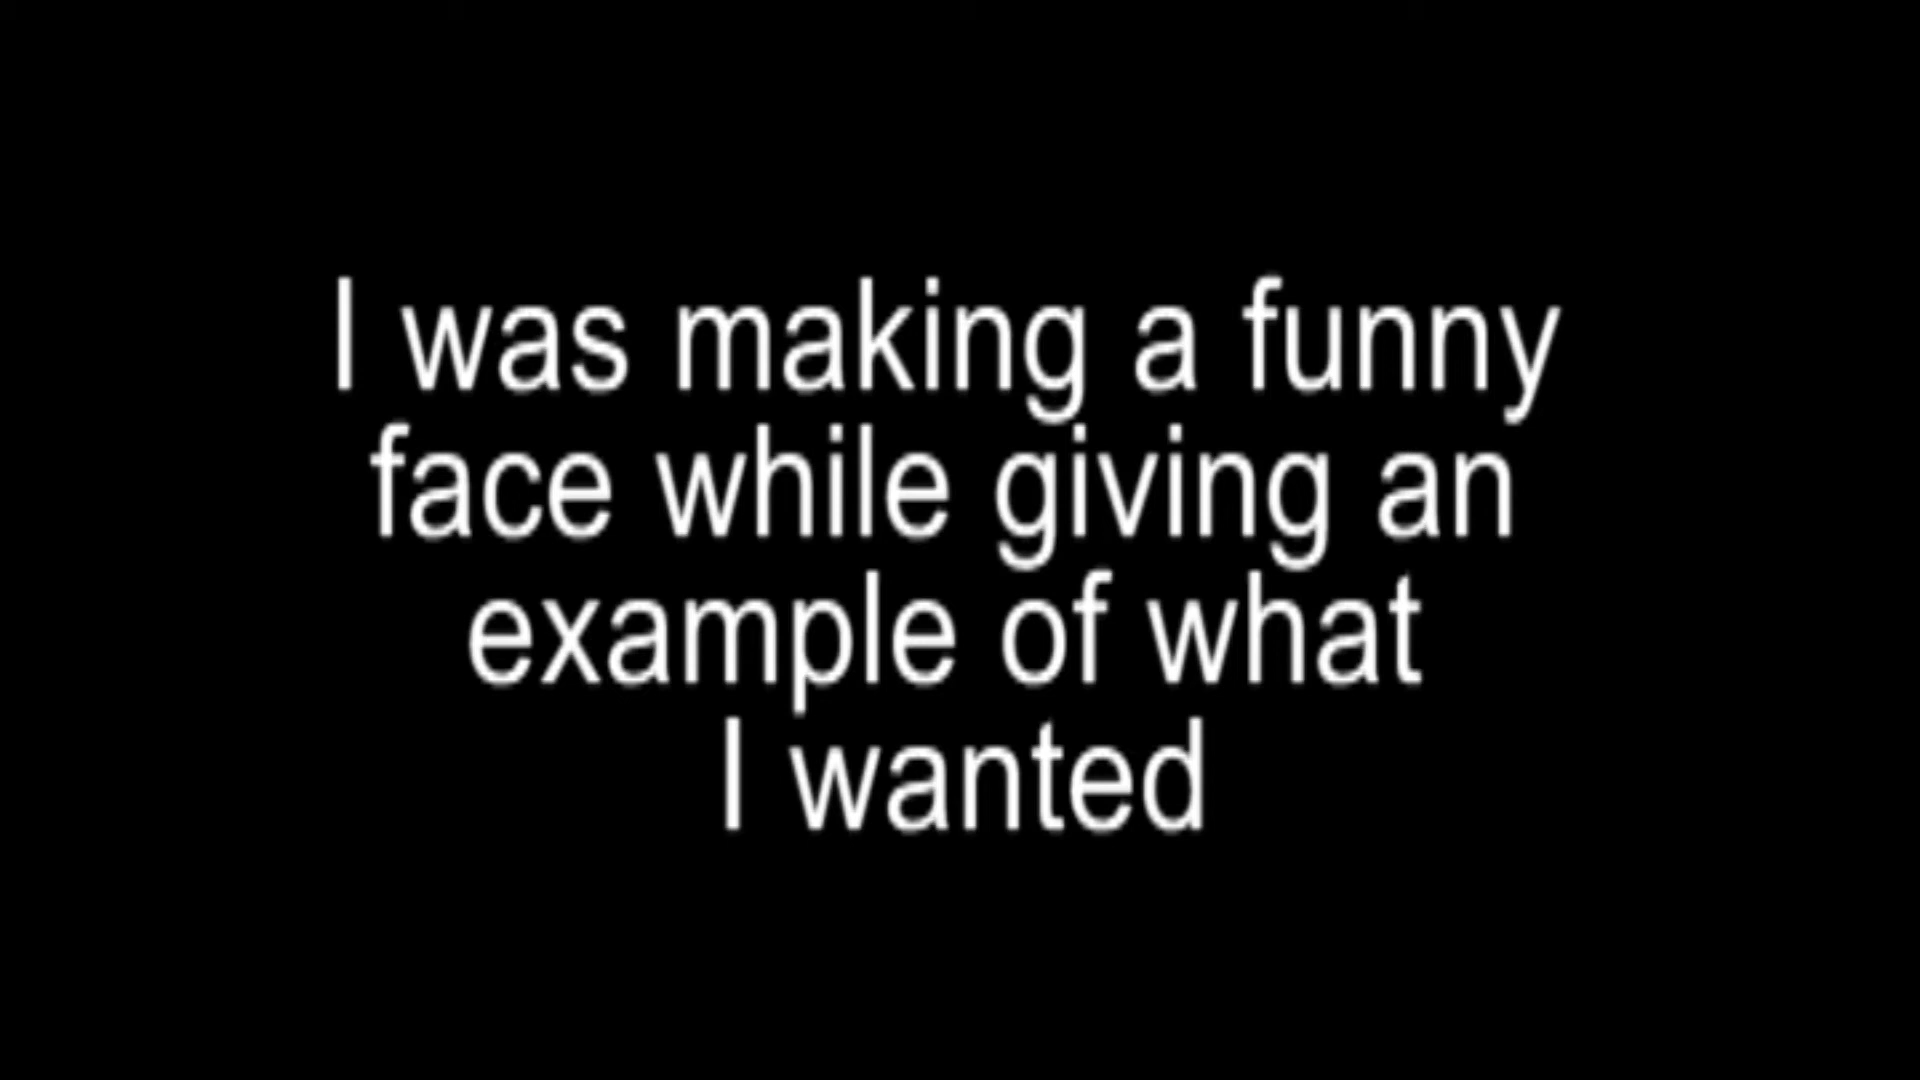 I was making a funny
face while giving an
example of what
I wanted